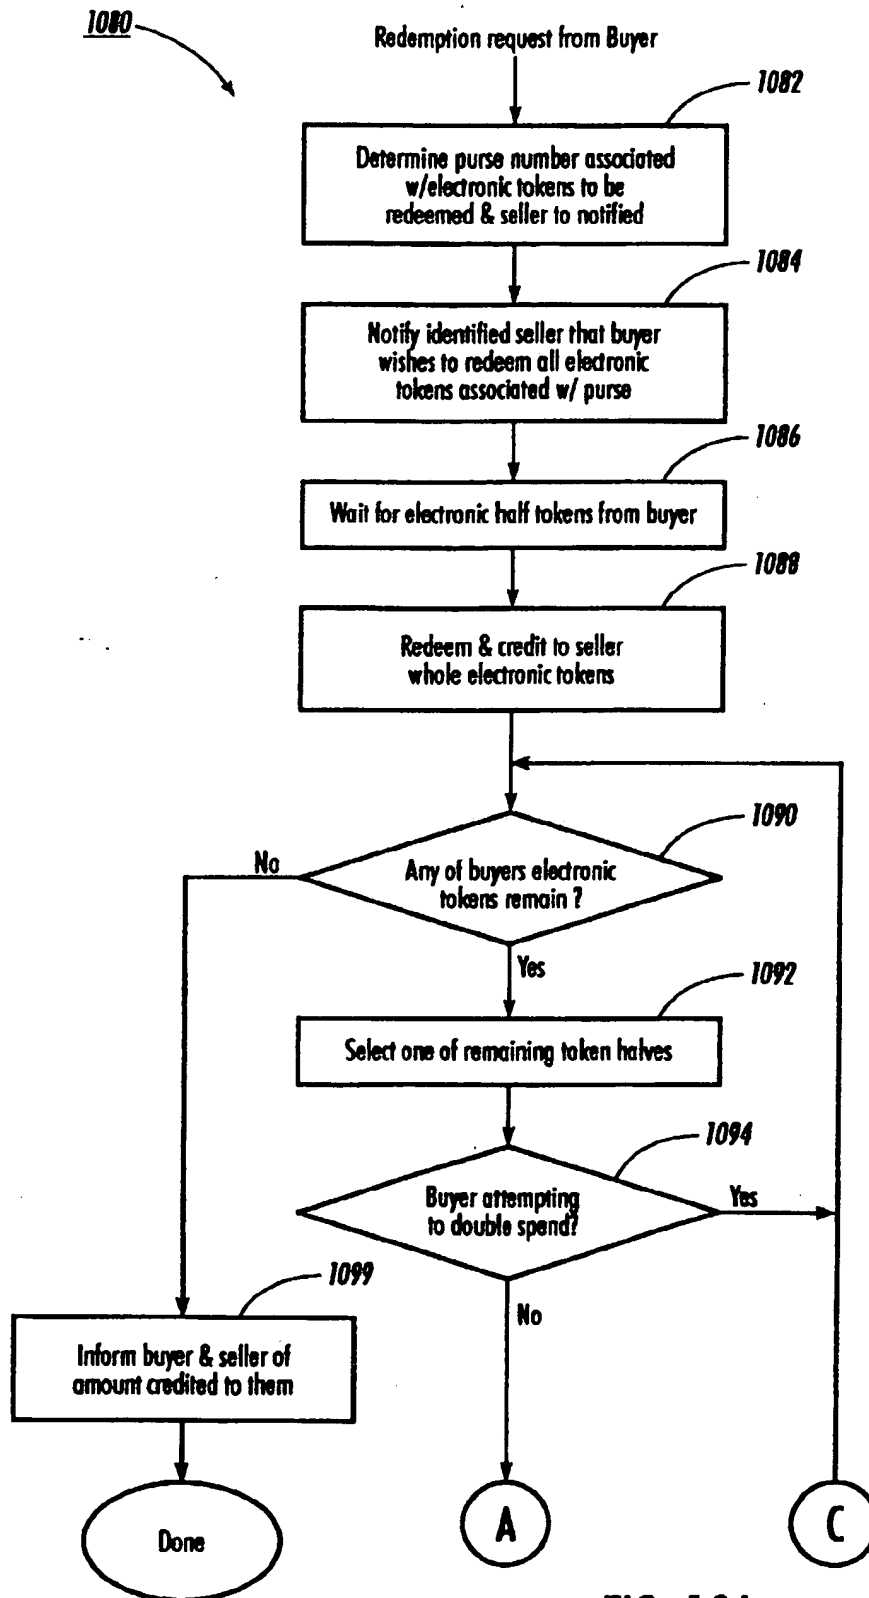 1080
Redemption request from Buyer
1082
Determine purse number associated
w/electronic tokens to be
redeemed & seller to notified
1084
Notify identified seller that buyer
wishes to redeem all electronic
tokens associated w/ purse
1086
Wait for electronic half tokens from buyer
1088
Redeem & credit to seller
whole electronic tokens
1090
No
Any of buyers electronic
tokens remain ?
Yes
1092
Select one of remaining token halves
1094
Buyer attempting
to double spend?
Yes
1099
No
Inform buyer & seller of
amount credited to them
Done
A
C